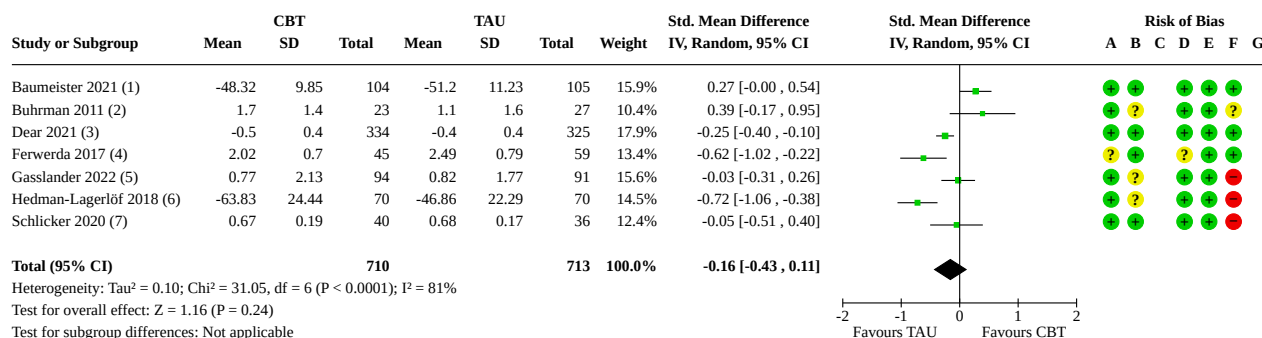 CBT TAU Std. Mean Difference Std. Mean Difference Risk of Bias
Study or Subgroup Mean SD Total Mean SD Total Weight IV, Random, 95% CI IV, Random, 95% CI A B C D E F G
Baumeister 2021 (1) -48.32 9.85 104 -51.2 11.23 105 15.9% 0.27 [-0.00 , 0.54] + + + + +
Buhrman 2011 (2) 1.7 1.4 23 1.1 1.6 27 10.4% 0.39 [-0.17 , 0.95] + ? + + ?
Dear 2021 (3) -0.5 0.4 334 -0.4 0.4 325 17.9% -0.25 [-0.40 , -0.10] + + + + +
Ferwerda 2017 (4) 2.02 0.7 45 2.49 0.79 59 13.4% -0.62 [-1.02 , -0.22] ? + ? + +
Gasslander 2022 (5) 0.77 2.13 94 0.82 1.77 91 15.6% -0.03 [-0.31 , 0.26] + ? + + −
Hedman-Lagerlöf 2018 (6) -63.83 24.44 70 -46.86 22.29 70 14.5% -0.72 [-1.06 , -0.38] + ? + + −
Schlicker 2020 (7) 0.67 0.19 40 0.68 0.17 36 12.4% -0.05 [-0.51 , 0.40] + + + + −
Total (95% CI) 710 713 100.0% -0.16 [-0.43 , 0.11]
Heterogeneity: Tau² = 0.10; Chi² = 31.05, df = 6 (P < 0.0001); I² = 81%
Test for overall effect: Z = 1.16 (P = 0.24) -2 -1 0 1 2
Test for subgroup differences: Not applicable Favours TAU Favours CBT